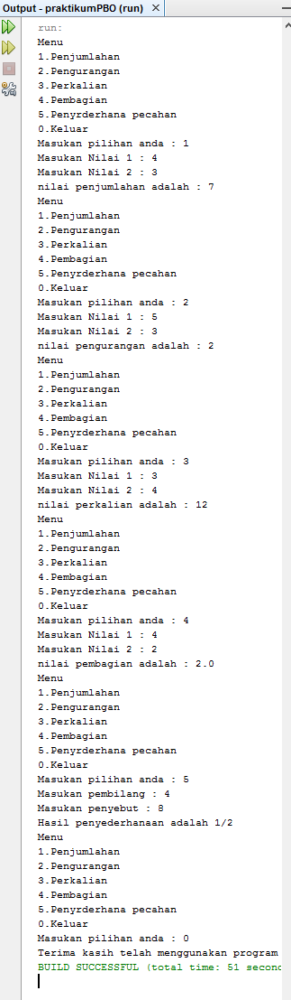 Output - praktikumPBO (run) ×
run:
Menu
1.Penjumlahan
2.Pengurangan
3.Perkalian
4.Pembagian
5.Penyrderhana pecahan
0.Keluar
Masukan pilihan anda : 1
Masukan Nilai 1 : 4
Masukan Nilai 2 : 3
nilai penjumlahan adalah : 7
Menu
1.Penjumlahan
2.Pengurangan
3.Perkalian
4.Pembagian
5.Penyrderhana pecahan
0.Keluar
Masukan pilihan anda : 2
Masukan Nilai 1 : 5
Masukan Nilai 2 : 3
nilai pengurangan adalah : 2
Menu
1.Penjumlahan
2.Pengurangan
3.Perkalian
4.Pembagian
5.Penyrderhana pecahan
0.Keluar
Masukan pilihan anda : 3
Masukan Nilai 1 : 3
Masukan Nilai 2 : 4
nilai perkalian adalah : 12
Menu
1.Penjumlahan
2.Pengurangan
3.Perkalian
4.Pembagian
5.Penyrderhana pecahan
0.Keluar
Masukan pilihan anda : 4
Masukan Nilai 1 : 4
Masukan Nilai 2 : 2
nilai pembagian adalah : 2.0
Menu
1.Penjumlahan
2.Pengurangan
3.Perkalian
4.Pembagian
5.Penyrderhana pecahan
0.Keluar
Masukan pilihan anda : 5
Masukan pembilang : 4
Masukan penyebut : 8
Hasil penyederhanaan adalah 1/2
Menu
1.Penjumlahan
2.Pengurangan
3.Perkalian
4.Pembagian
5.Penyrderhana pecahan
0.Keluar
Masukan pilihan anda : 0
Terima kasih telah menggunakan program
BUILD SUCCESSFUL (total time: 51 second